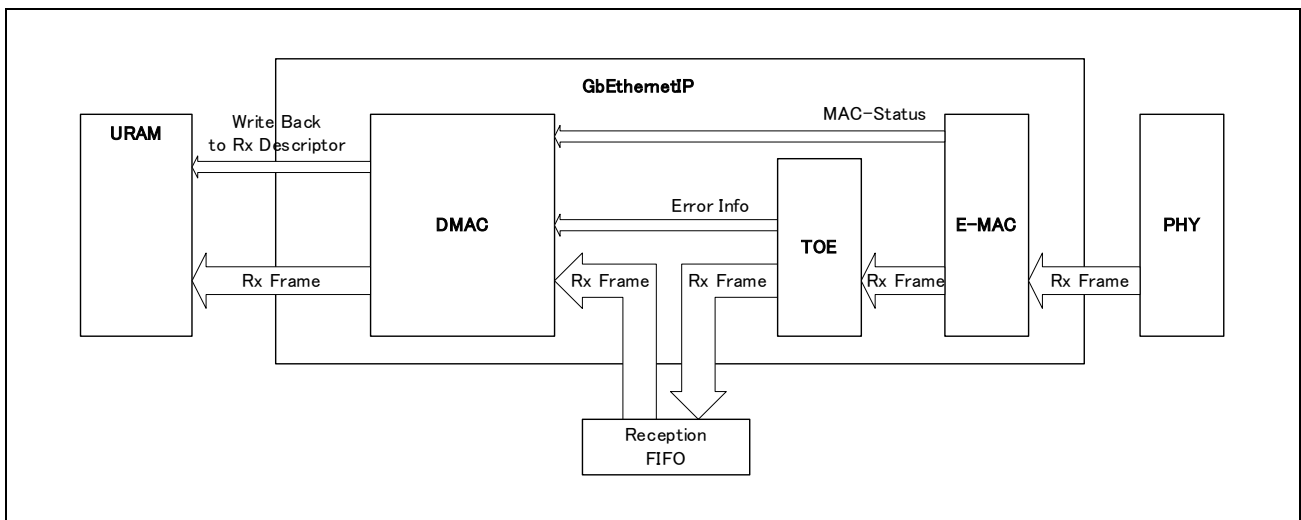 GbEthernetIP
MAC-Status
Write Back
to Rx Descriptor
URAM
Error Info
DMAC
TOE
E-MAC
PHY
Rx Frame
Rx Frame
Rx Frame
Rx Frame
Rx Frame
Reception
FIFO